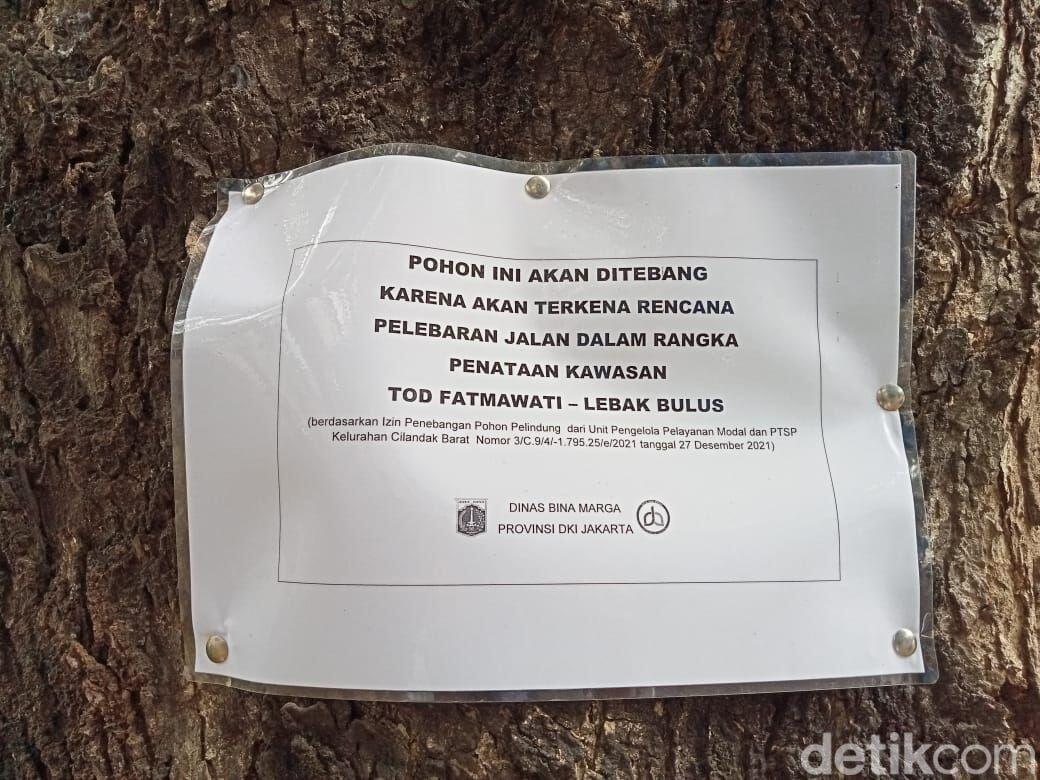 POHON INI AKAN DITEBANG
KARENA AKAN TERKENA RENCANA
PELEBARAN JALAN DALAM RANGKA
PENATAAN KAWASAN
TOD FATMAWATI – LEBAK BULUS
(berdasarkan Izin Penebangan Pohon Pelindung dari Unit Pengelola Pelayanan Modal dan PTSP
Kelurahan Cilandak Barat Nomor 3/C.9/4/-1.795.25/e/2021 tanggal 27 Desember 2021)
DINAS BINA MARGA
PROVINSI DKI JAKARTA
detikcom